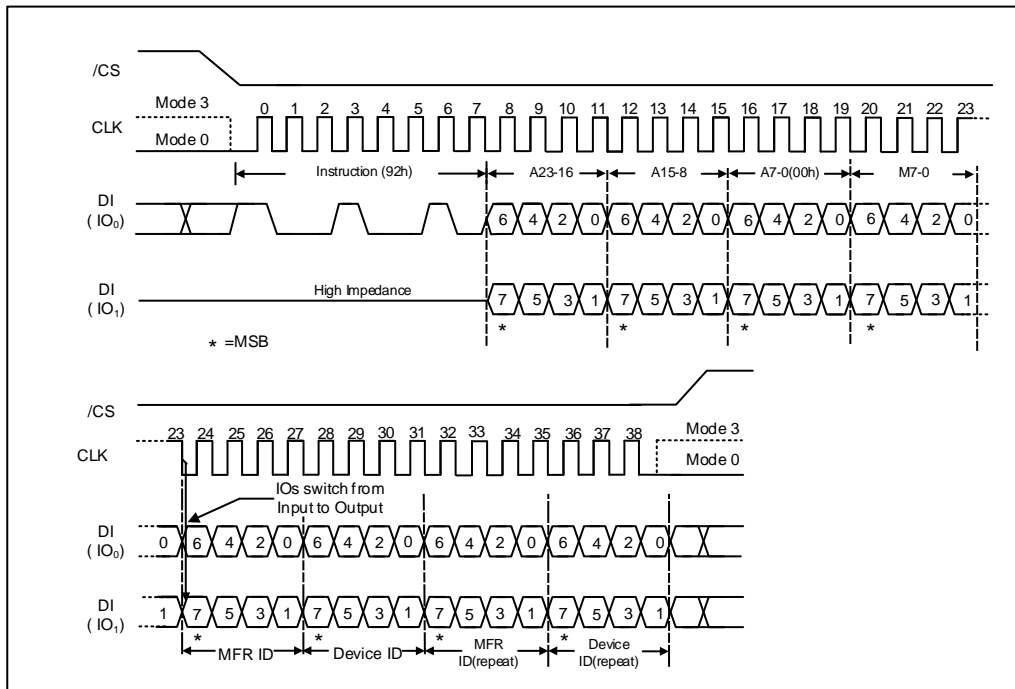 /CS
Mode 3
0 1 2 3 4 5 6 7 8 9 10 11 12 13 14 15 16 17 18 19 20 21 22 23
CLK
Mode 0
Instruction (92h) A23-16 A15-8 A7-0(00h) M7-0
DI
( IO₀)
6 4 2 0 6 4 2 0 6 4 2 0 6 4 2 0
DI
( IO₁)
High Impedance
7 5 3 1 7 5 3 1 7 5 3 1 7 5 3 1
* * * *
* =MSB
/CS
23 24 25 26 27 28 29 30 31 32 33 34 35 36 37 38
Mode 3
CLK
Mode 0
IOs switch from
Input to Output
DI
( IO₀)
0 6 4 2 0 6 4 2 0 6 4 2 0 6 4 2 0
DI
( IO₁)
1 7 5 3 1 7 5 3 1 7 5 3 1 7 5 3 1
* * * *
MFR ID Device ID MFR
ID(repeat) Device
ID(repeat)